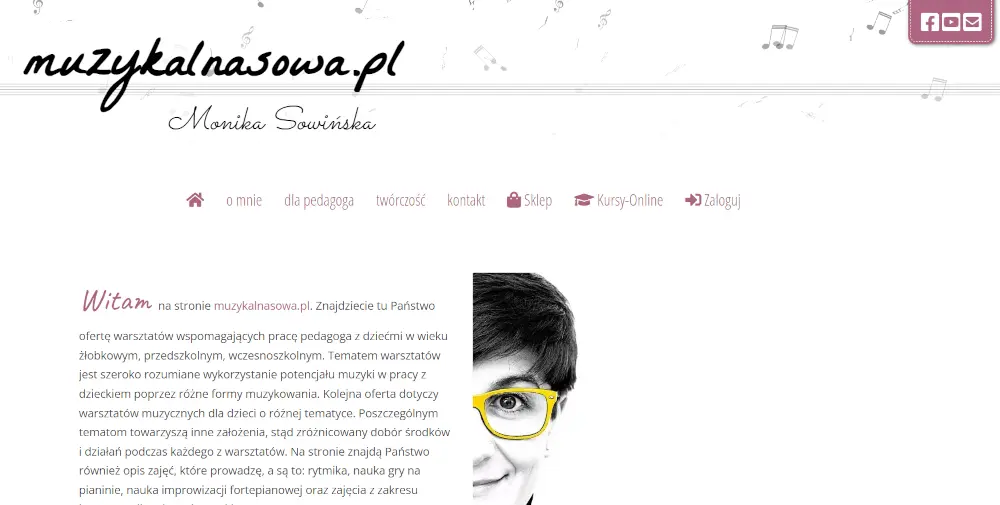 muzykalnasowa.pl
Monika Sowińska
o mnie dla pedagoga twórczość kontakt Sklep Kursy-Online Zaloguj
Witam na stronie muzykalnasowa.pl. Znajdziecie tu Państwo
ofertę warsztatów wspomagających pracę pedagoga z dziećmi w wieku
żłobkowym, przedszkolnym, wczesnoszkolnym. Tematem warsztatów
jest szeroko rozumiane wykorzystanie potencjału muzyki w pracy z
dzieckiem poprzez różne formy muzykowania. Kolejna oferta dotyczy
warsztatów muzycznych dla dzieci o różnej tematyce. Poszczególnym
tematom towarzyszą inne założenia, stąd zróżnicowany dobór środków
i działań podczas każdego z warsztatów. Na stronie znajdą Państwo
również opis zajęć, które prowadzę, a są to: rytmika, nauka gry na
pianinie, nauka improwizacji fortepianowej oraz zajęcia z zakresu